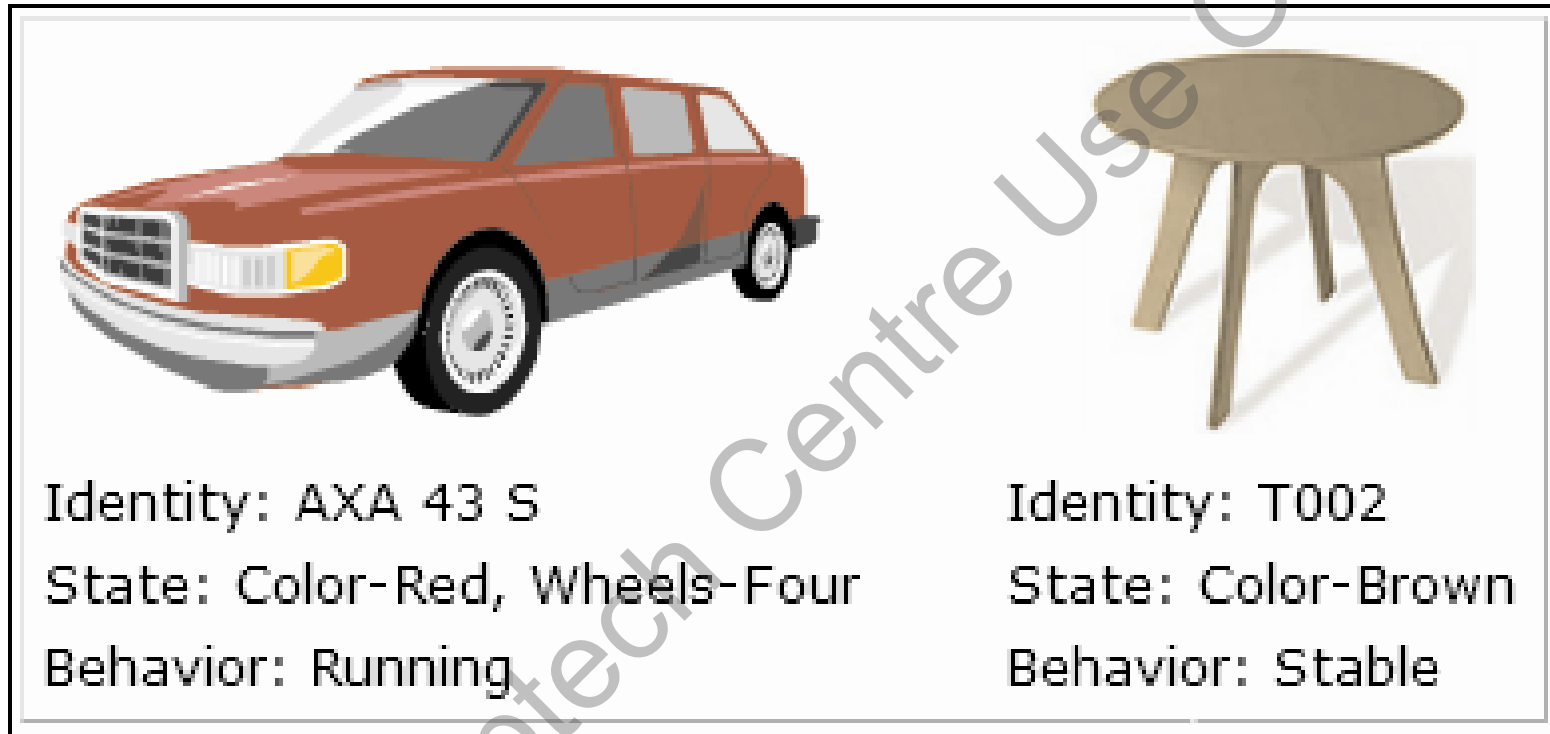 Identity: AXA 43 S
State: Color-Red, Wheels-Four
Behavior: Running
Identity: T002
State: Color-Brown
Behavior: Stable
Centre Use